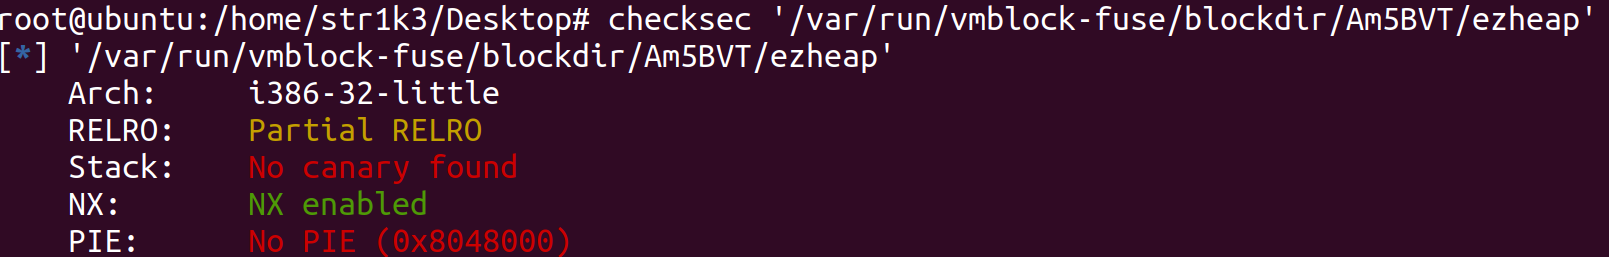 root@ubuntu:/home/str1k3/Desktop# checksec '/var/run/vmblock-fuse/blockdir/Am5BVT/ezheap'
[*] '/var/run/vmblock-fuse/blockdir/Am5BVT/ezheap'
    Arch:     i386-32-little
    RELRO:    Partial RELRO
    Stack:    No canary found
    NX:       NX enabled
    PIE:      No PIE (0x8048000)